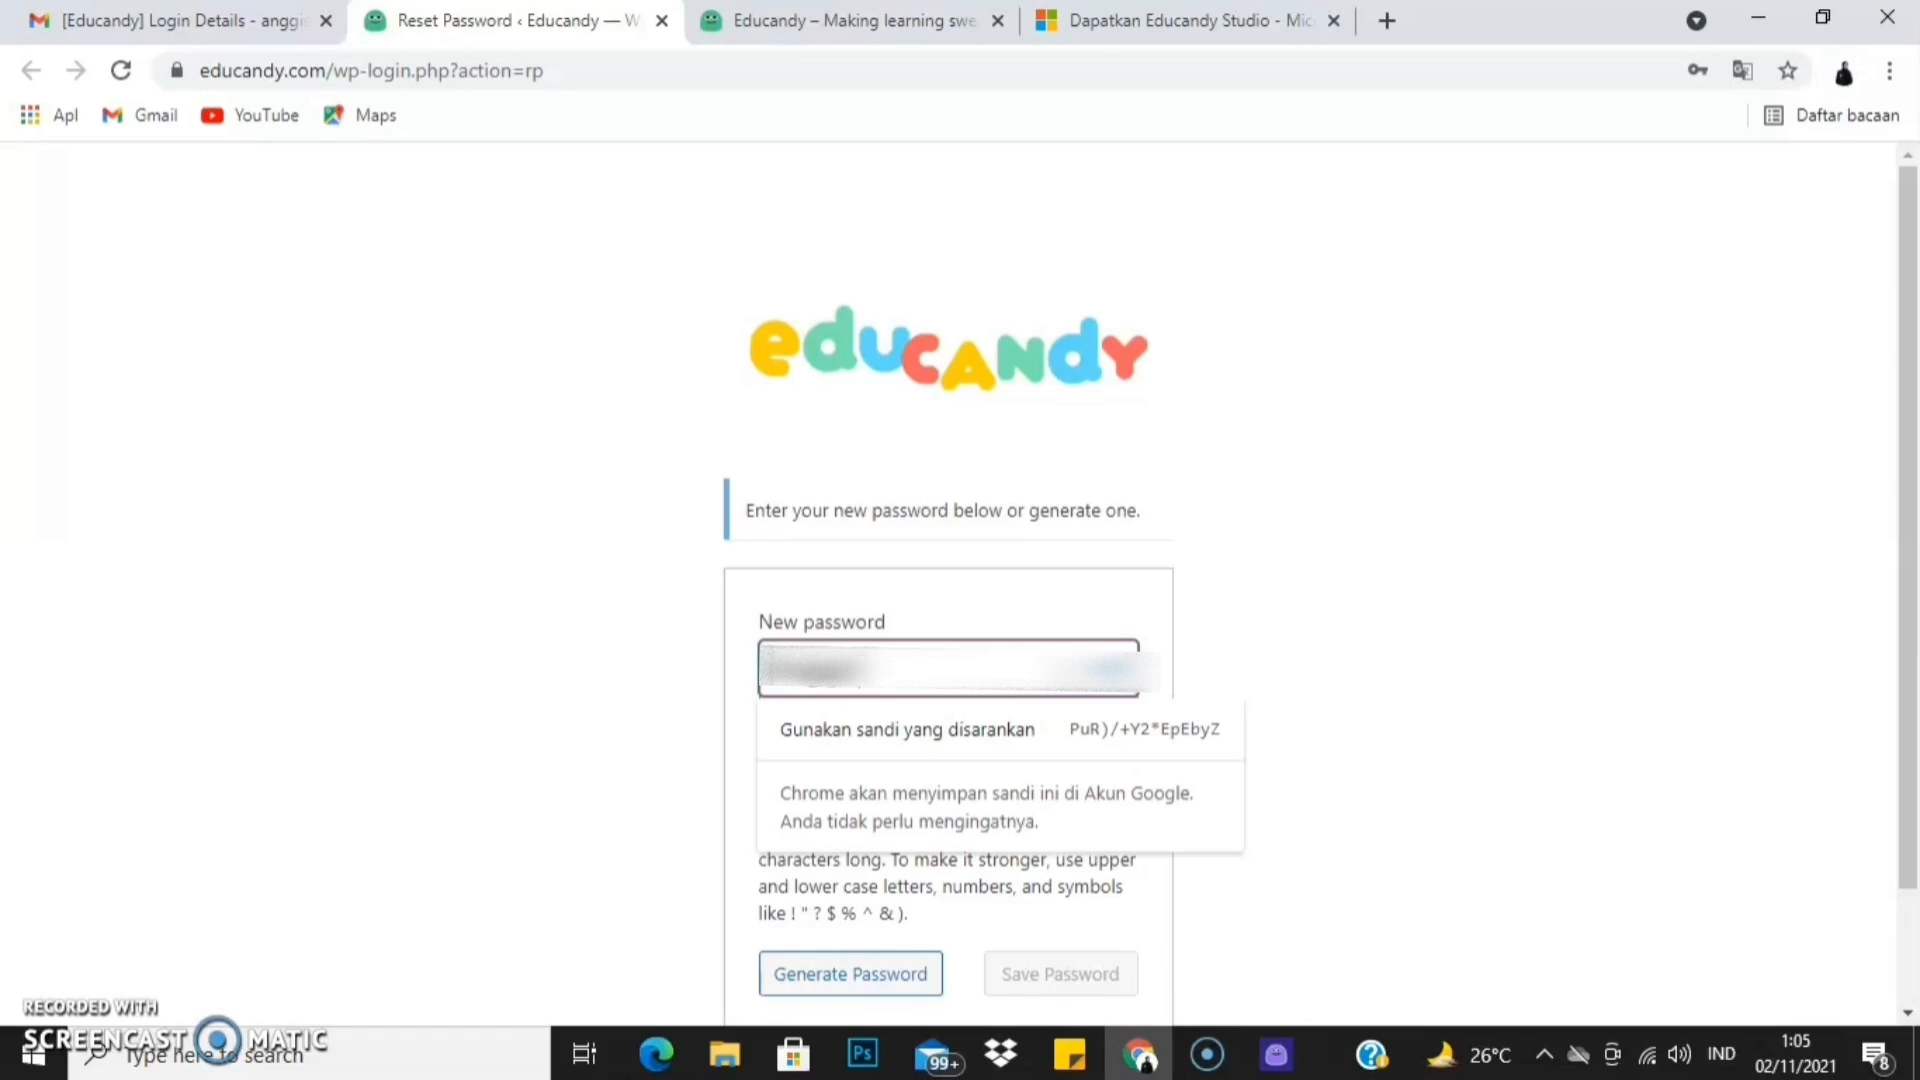 [Educandy] Login Details - anggi
Reset Password ‹ Educandy — W
Educandy – Making learning swe
Dapatkan Educandy Studio - Mic
educandy.com/wp-login.php?action=rp
Apl
Gmail
YouTube
Maps
Daftar bacaan
educandy
Enter your new password below or generate one.
New password
Gunakan sandi yang disarankan PuR)/+Y2*EpEbyZ
Chrome akan menyimpan sandi ini di Akun Google.
Anda tidak perlu mengingatnya.
characters long. To make it stronger, use upper
and lower case letters, numbers, and symbols
like ! " ? $ % ^ & ).
Generate Password
Save Password
RECORDED WITH
SCREENCAST MATIC
Type here to search
Ps
99+
26°C
IND
1:05
02/11/2021
8